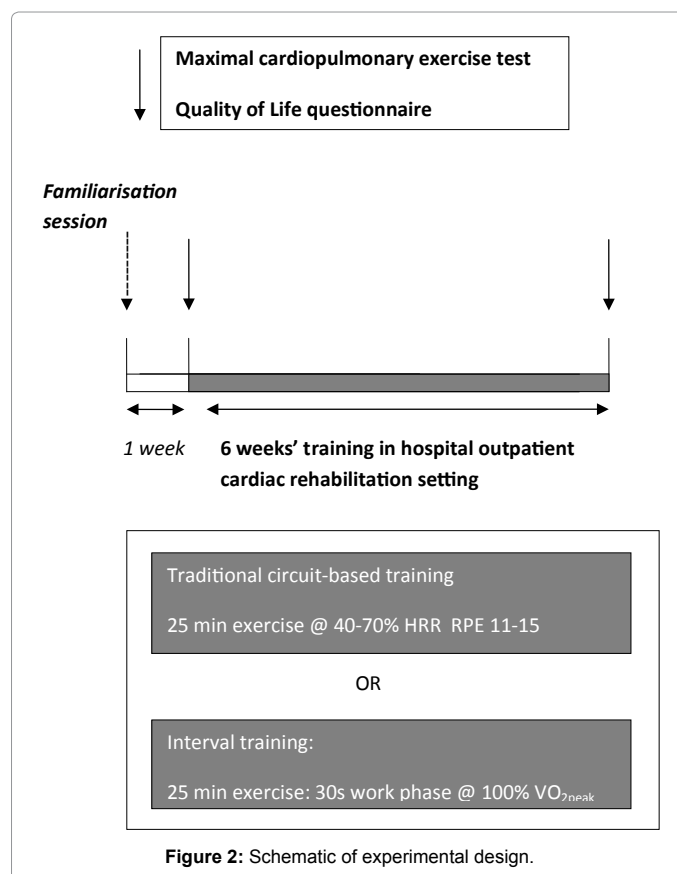 Maximal cardiopulmonary exercise test
Quality of Life questionnaire
Familiarisation
session
1 week
6 weeks’ training in hospital outpatient
cardiac rehabilitation setting
Traditional circuit-based training
25 min exercise @ 40-70% HRR RPE 11-15
OR
Interval training:
25 min exercise: 30s work phase @ 100% VO2peak
Figure 2: Schematic of experimental design.